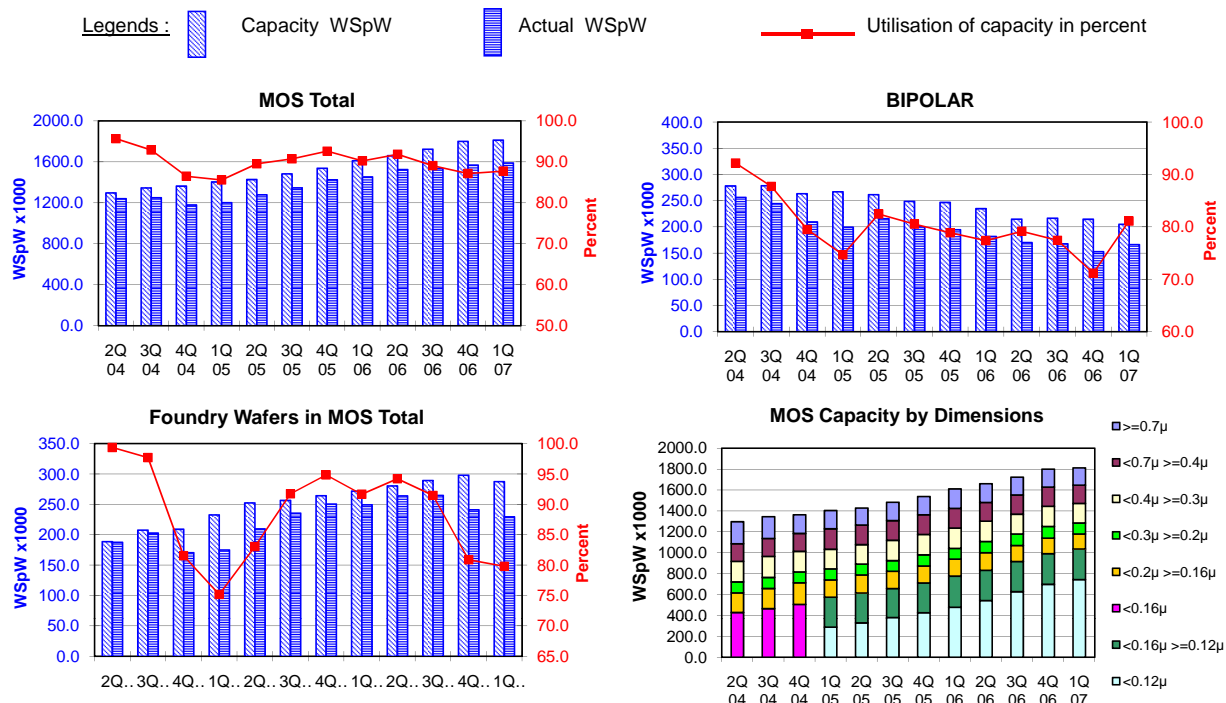 Legends :
Capacity WSpW
Actual WSpW
Utilisation of capacity in percent
MOS Total
WSpW x1000
2000.0
1600.0
1200.0
800.0
400.0
0.0
100.0
90.0
80.0
70.0
60.0
50.0
Percent
2Q 3Q 4Q 1Q 2Q 3Q 4Q 1Q 2Q 3Q 4Q 1Q
04 04 04 05 05 05 05 06 06 06 06 07
BIPOLAR
WSpW x1000
400.0
350.0
300.0
250.0
200.0
150.0
100.0
50.0
0.0
100.0
90.0
80.0
70.0
60.0
Percent
2Q 3Q 4Q 1Q 2Q 3Q 4Q 1Q 2Q 3Q 4Q 1Q
04 04 04 05 05 05 05 06 06 06 06 07
Foundry Wafers in MOS Total
WSpW x1000
350.0
300.0
250.0
200.0
150.0
100.0
50.0
0.0
100.0
95.0
90.0
85.0
80.0
75.0
70.0
65.0
Percent
2Q.. 3Q.. 4Q.. 1Q.. 2Q.. 3Q.. 4Q.. 1Q.. 2Q.. 3Q.. 4Q.. 1Q..
MOS Capacity by Dimensions
WSpW x1000
2000.0
1800.0
1600.0
1400.0
1200.0
1000.0
800.0
600.0
400.0
200.0
0.0
2Q 3Q 4Q 1Q 2Q 3Q 4Q 1Q 2Q 3Q 4Q 1Q
04 04 04 05 05 05 05 06 06 06 06 07
>=0.7µ
<0.7µ >=0.4µ
<0.4µ >=0.3µ
<0.3µ >=0.2µ
<0.2µ >=0.16µ
<0.16µ
<0.16µ >=0.12µ
<0.12µ